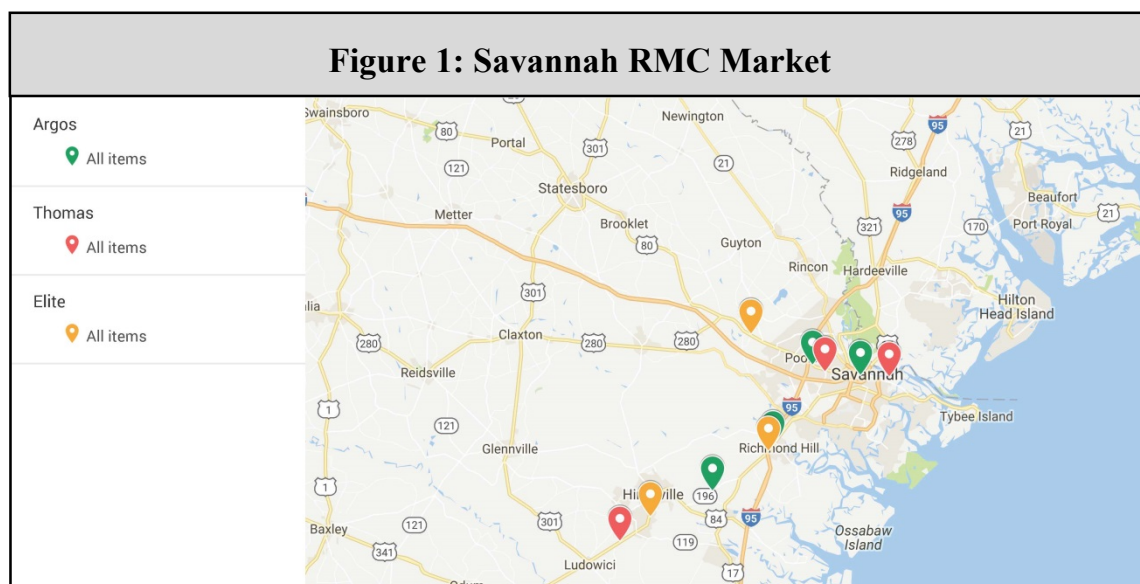 Figure 1: Savannah RMC Market
Argos
All items
Thomas
All items
Elite
All items
Swainsboro
80
Portal
301
121
Newington
21
278
95
21
Ridgeland
Statesboro
Metter
Brooklet
80
Guyton
95
321
170
Beaufort
21
Port Royal
Rincon
Hardeeville
Hilton
Head Island
301
Claxton
280
280
280
Reidsville
Savannah
1
95
Tybee Island
121
Richmond Hill
Glennville
196
1
301
84
95
Baxley
121
119
Ossabaw
Island
341
Ludowici
17